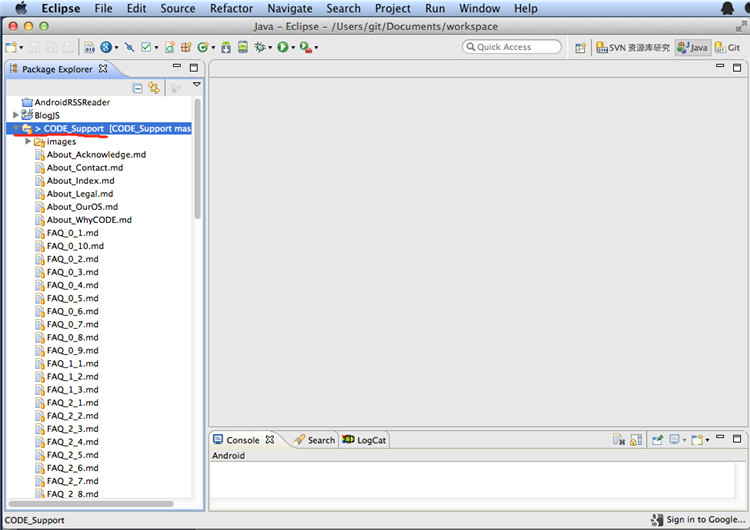 Eclipse File Edit Source Refactor Navigate Search Project Run Window Help
Java - Eclipse - /Users/git/Documents/workspace
Quick Access
SVN 资源库研究
Java
Git
Package Explorer
AndroidRSSReader
BlogJS
> CODE_Support [CODE_Support mas
images
About_Acknowledge.md
About_Contact.md
About_Index.md
About_Legal.md
About_OurOS.md
About_WhyCODE.md
FAQ_0_1.md
FAQ_0_10.md
FAQ_0_2.md
FAQ_0_3.md
FAQ_0_4.md
FAQ_0_5.md
FAQ_0_6.md
FAQ_0_7.md
FAQ_0_8.md
FAQ_0_9.md
FAQ_1_1.md
FAQ_1_2.md
FAQ_1_3.md
FAQ_2_1.md
FAQ_2_2.md
FAQ_2_3.md
FAQ_2_4.md
FAQ_2_5.md
FAQ_2_6.md
FAQ_2_7.md
FAQ_2_8.md
Console
Search
LogCat
Android
CODE_Support
Sign in to Google...